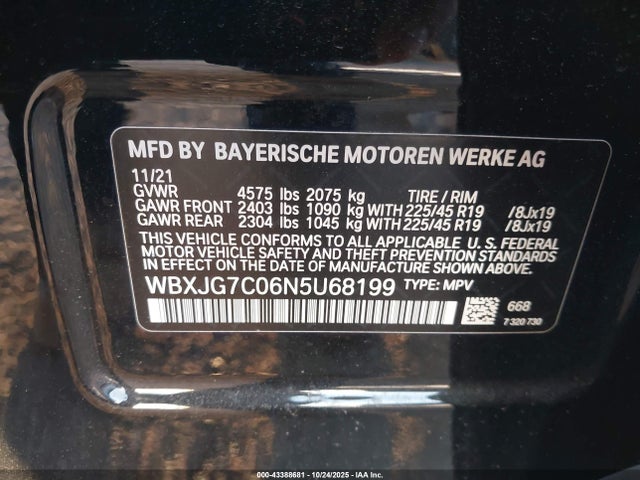 MFD BY BAYERISCHE MOTOREN WERKE AG
11/21
GVWR 4575 lbs 2075 kg TIRE / RIM
GAWR FRONT 2403 lbs 1090 kg WITH 225/45 R19 /8Jx19
GAWR REAR 2304 lbs 1045 kg WITH 225/45 R19 /8Jx19
THIS VEHICLE CONFORMS TO ALL APPLICABLE U. S. FEDERAL
MOTOR VEHICLE SAFETY, BUMPER, AND THEFT PREVENTION
STANDARDS IN EFFECT ON THE DATE OF MANUFACTURE SHOWN
ABOVE.
WBXJG7C06N5U68199 TYPE: MPV
668
7 320 730
000-43388681 - 10/24/2025 - IAA Inc.